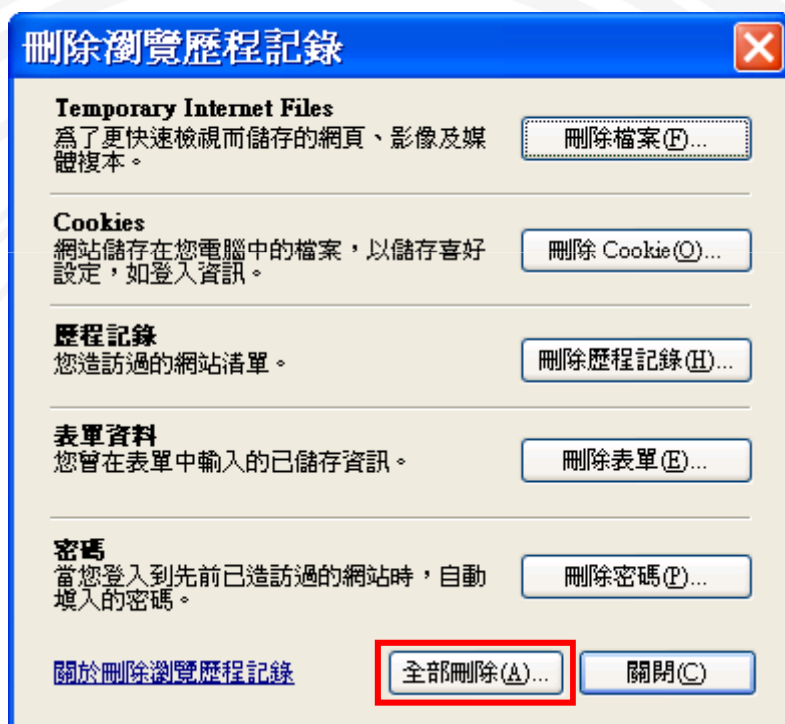 刪除瀏覽歷程記錄
Temporary Internet Files
為了更快速檢視而儲存的網頁、影像及媒
體複本。
刪除檔案(F)...
Cookies
網站儲存在您電腦中的檔案，以儲存喜好
設定，如登入資訊。
刪除 Cookie(O)...
歷程記錄
您造訪過的網站清單。
刪除歷程記錄(H)...
表單資料
您曾在表單中輸入的已儲存資訊。
刪除表單(E)...
密碼
當您登入到先前已造訪過的網站時，自動
填入的密碼。
刪除密碼(P)...
關於刪除瀏覽歷程記錄
全部刪除(A)...
關閉(C)